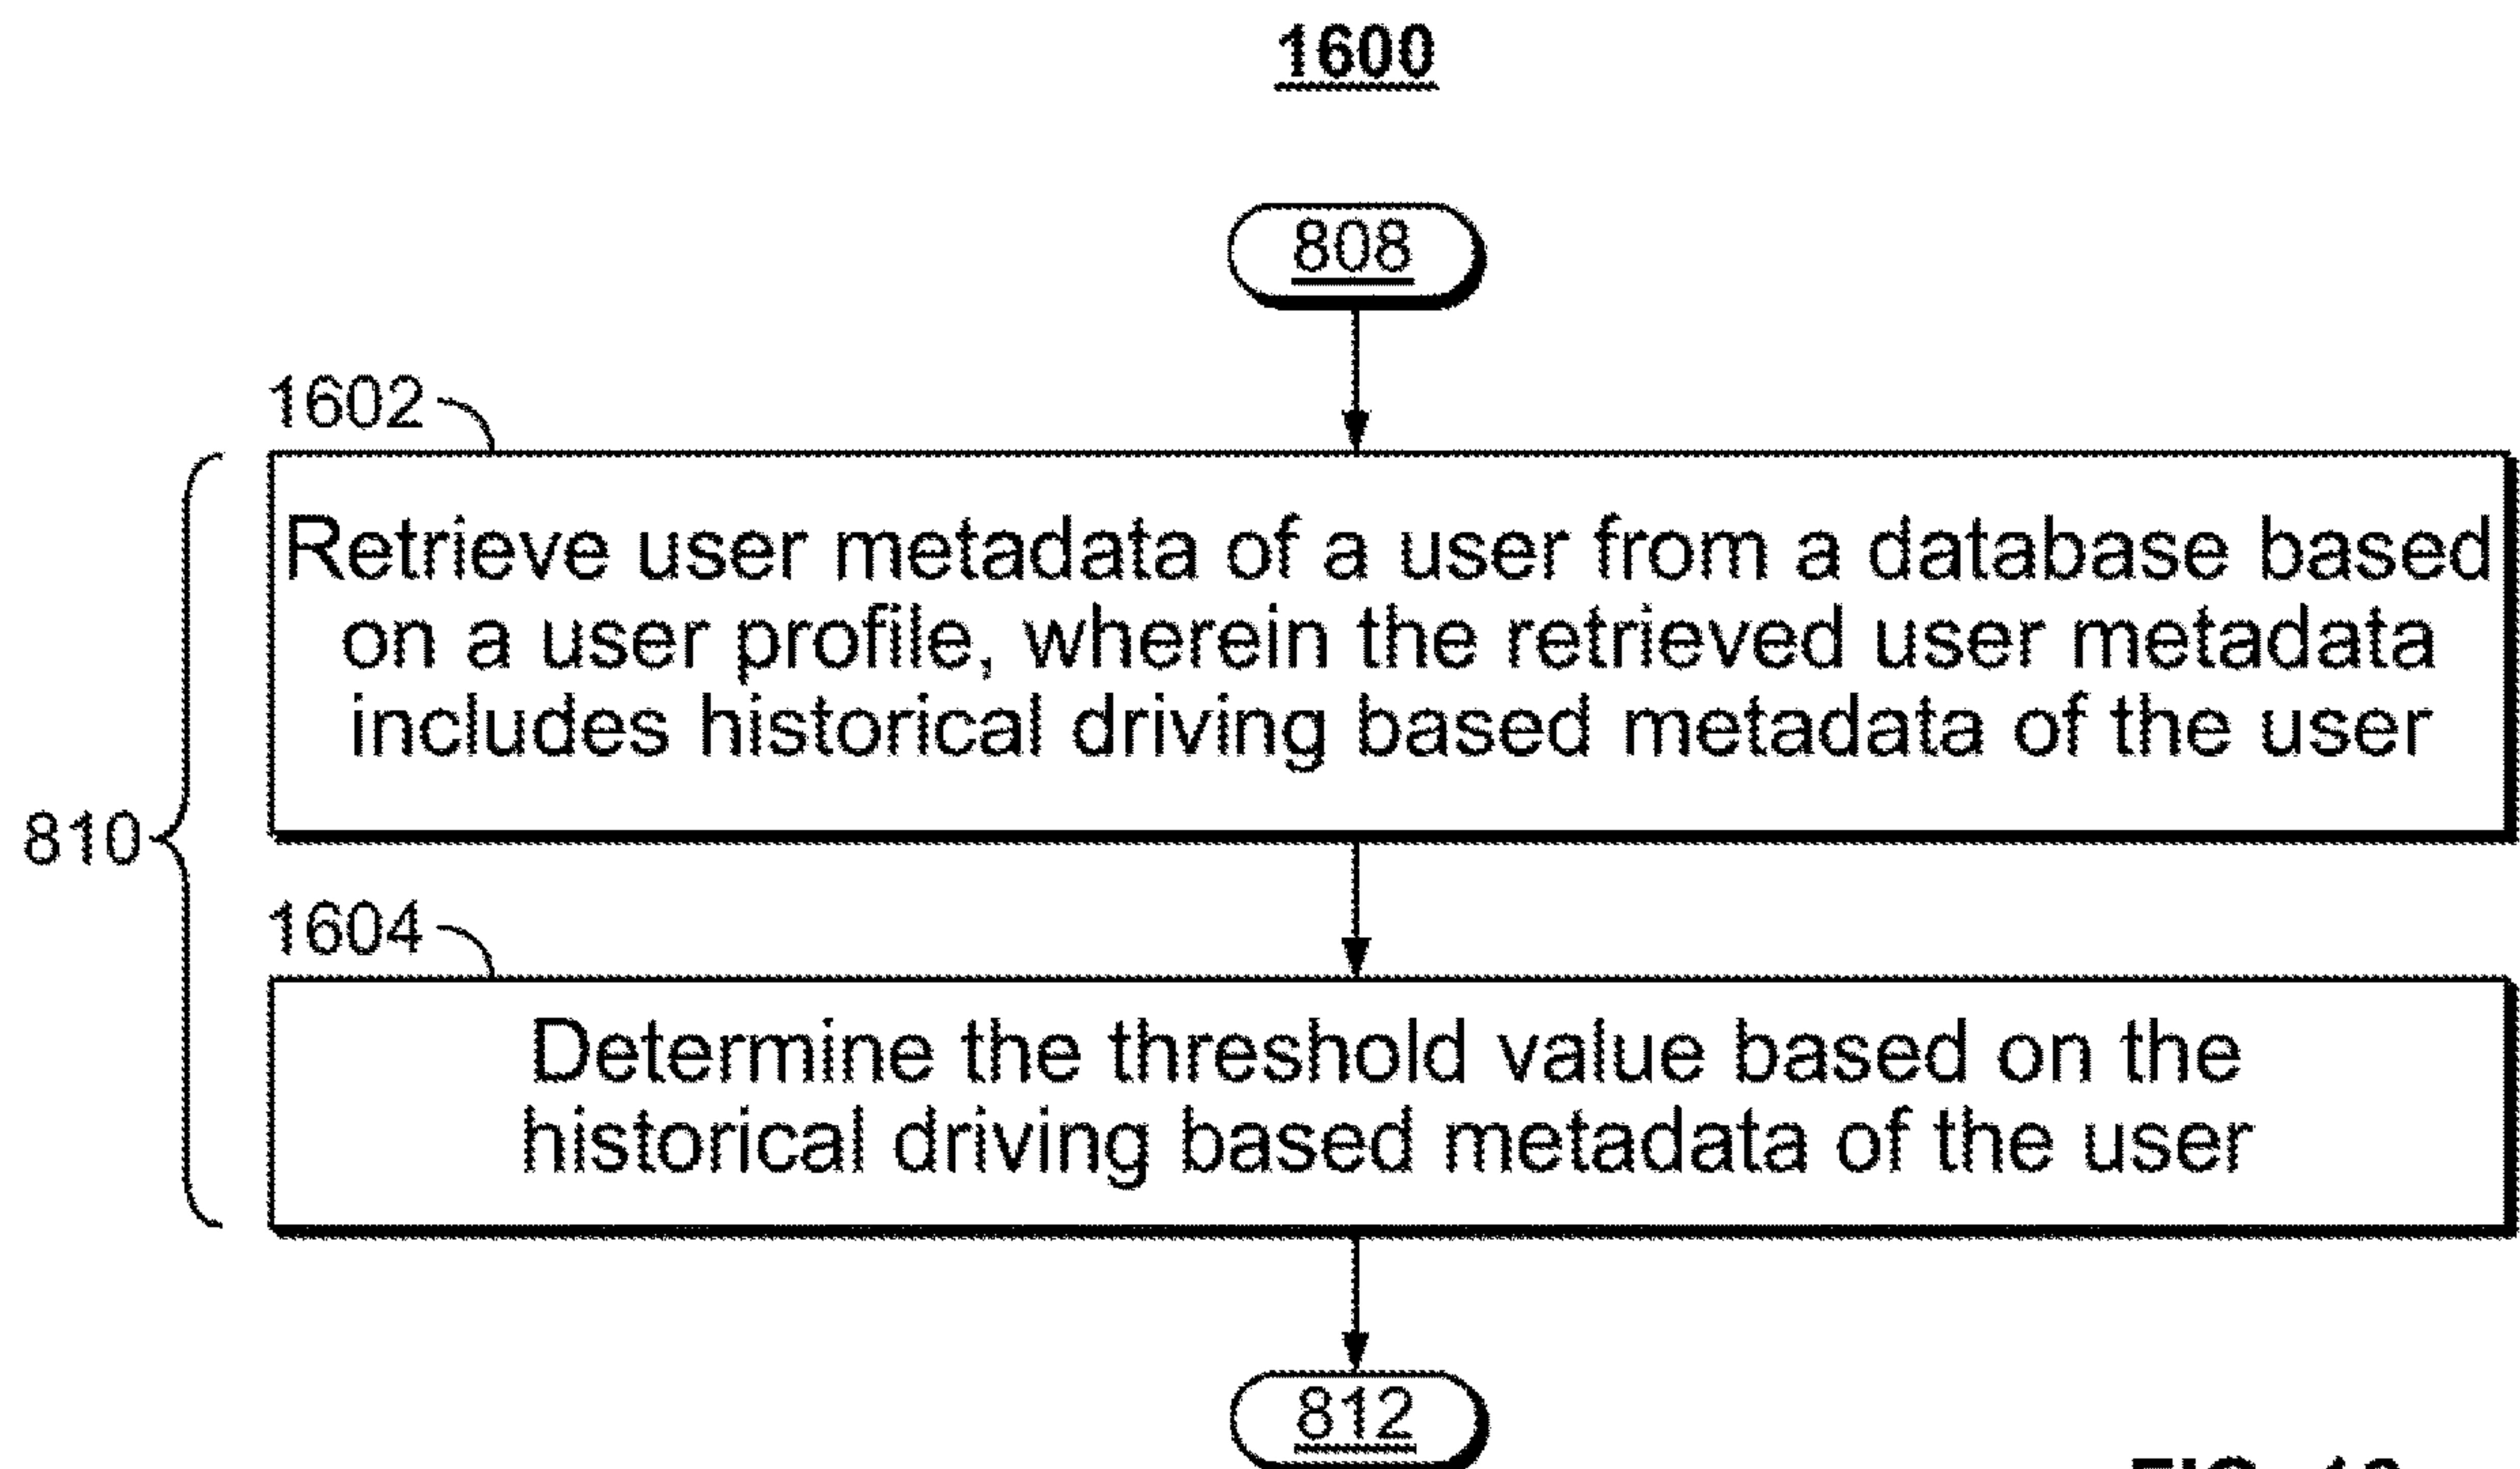 1600
808
1602
Retrieve user metadata of a user from a database based
on a user profile, wherein the retrieved user metadata
includes historical driving based metadata of the user
810
1604
Determine the threshold value based on the
historical driving based metadata of the user
812